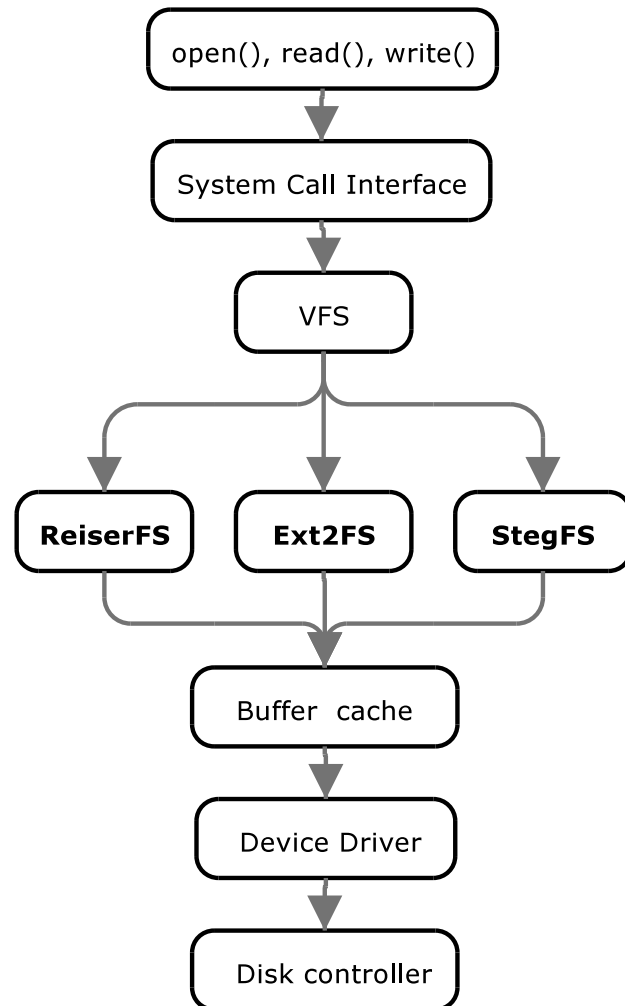 open(), read(), write()
System Call Interface
VFS
ReiserFS
Ext2FS
StegFS
Buffer cache
Device Driver
Disk controller